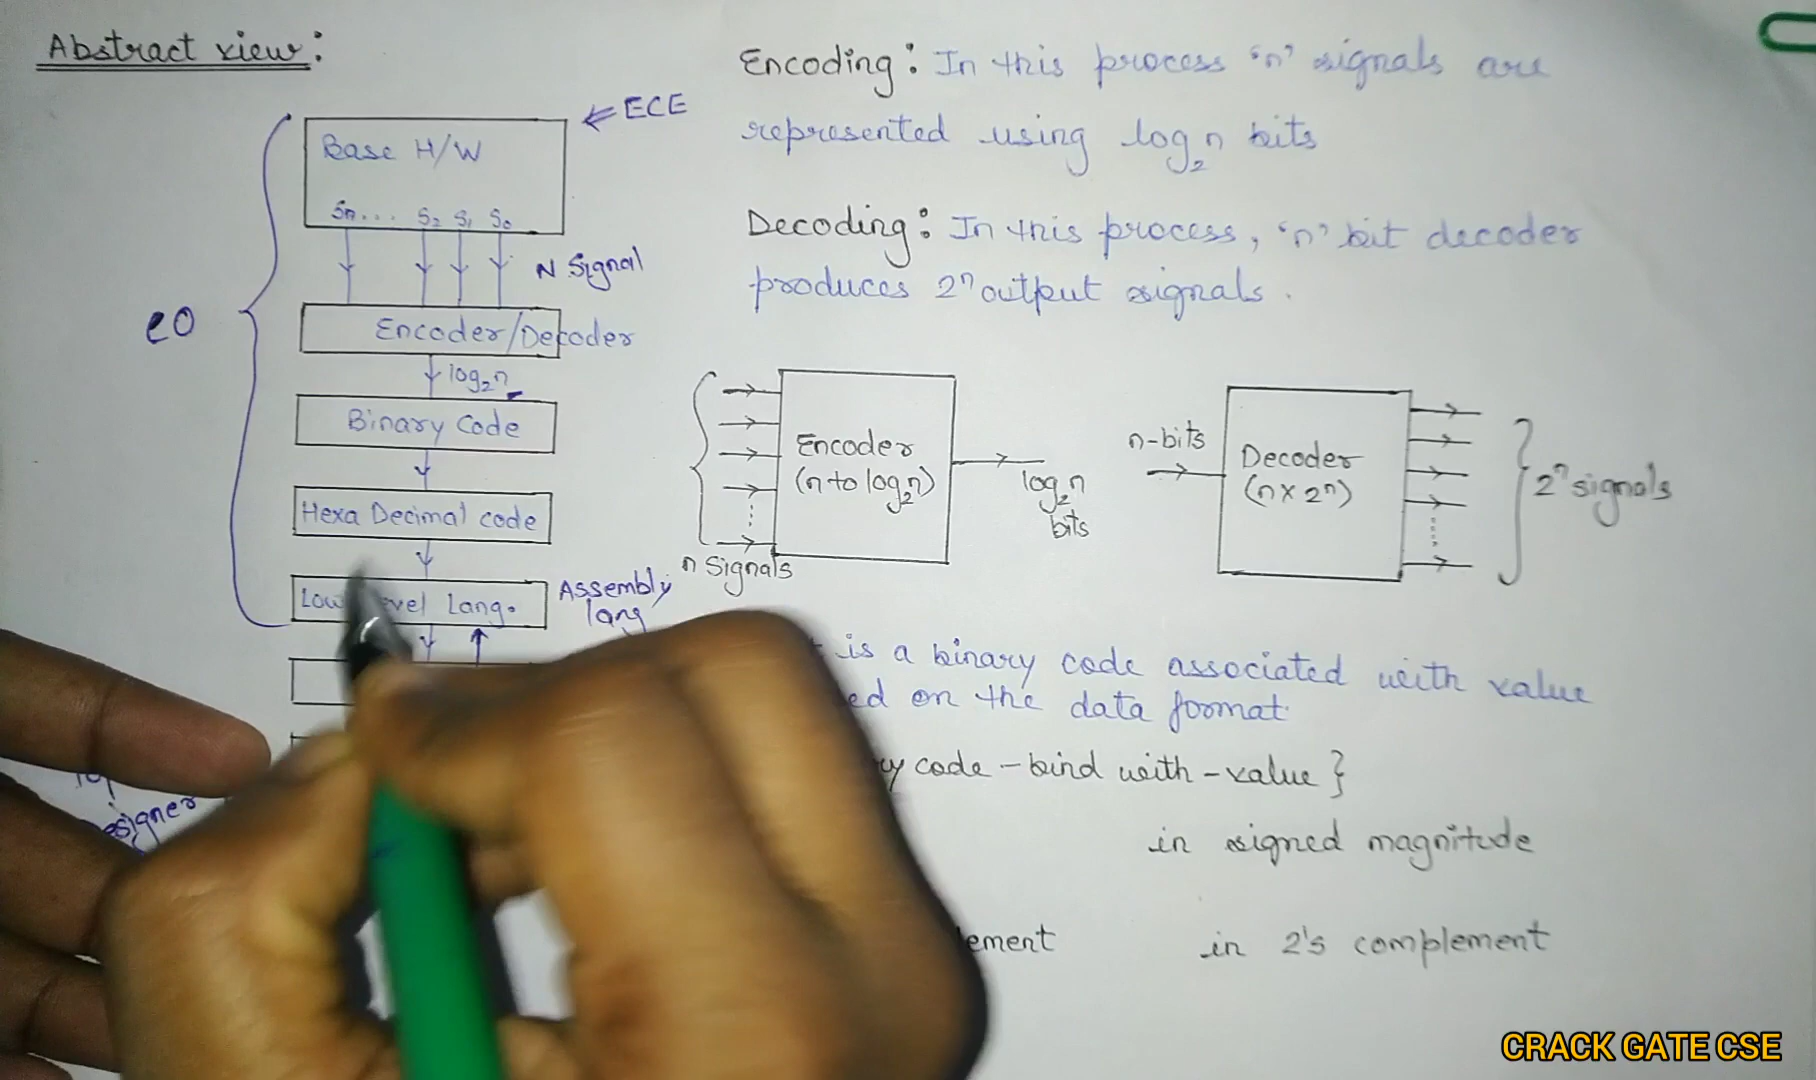 Abstract view:
← ECE
Base H/W
Sn... S2 S1 S0
N Signal
CO
Encoder/Decoder
log₂n
Binary Code
Hexa Decimal code
Low Lang.
Assembly
lang
Encoding: In this process 'n' signals are
represented using log₂n bits
Decoding: In this process, 'n' bit decoder
produces 2ⁿ output signals.
Encoder
(n to log₂n)
n Signals
log₂n
bits
n-bits
Decoder
(n x 2ⁿ)
2ⁿ signals
is a binary code associated with value
on the data format.
code - bind with - value }
in signed magnitude
in 2's complement
CRACK GATE CSE